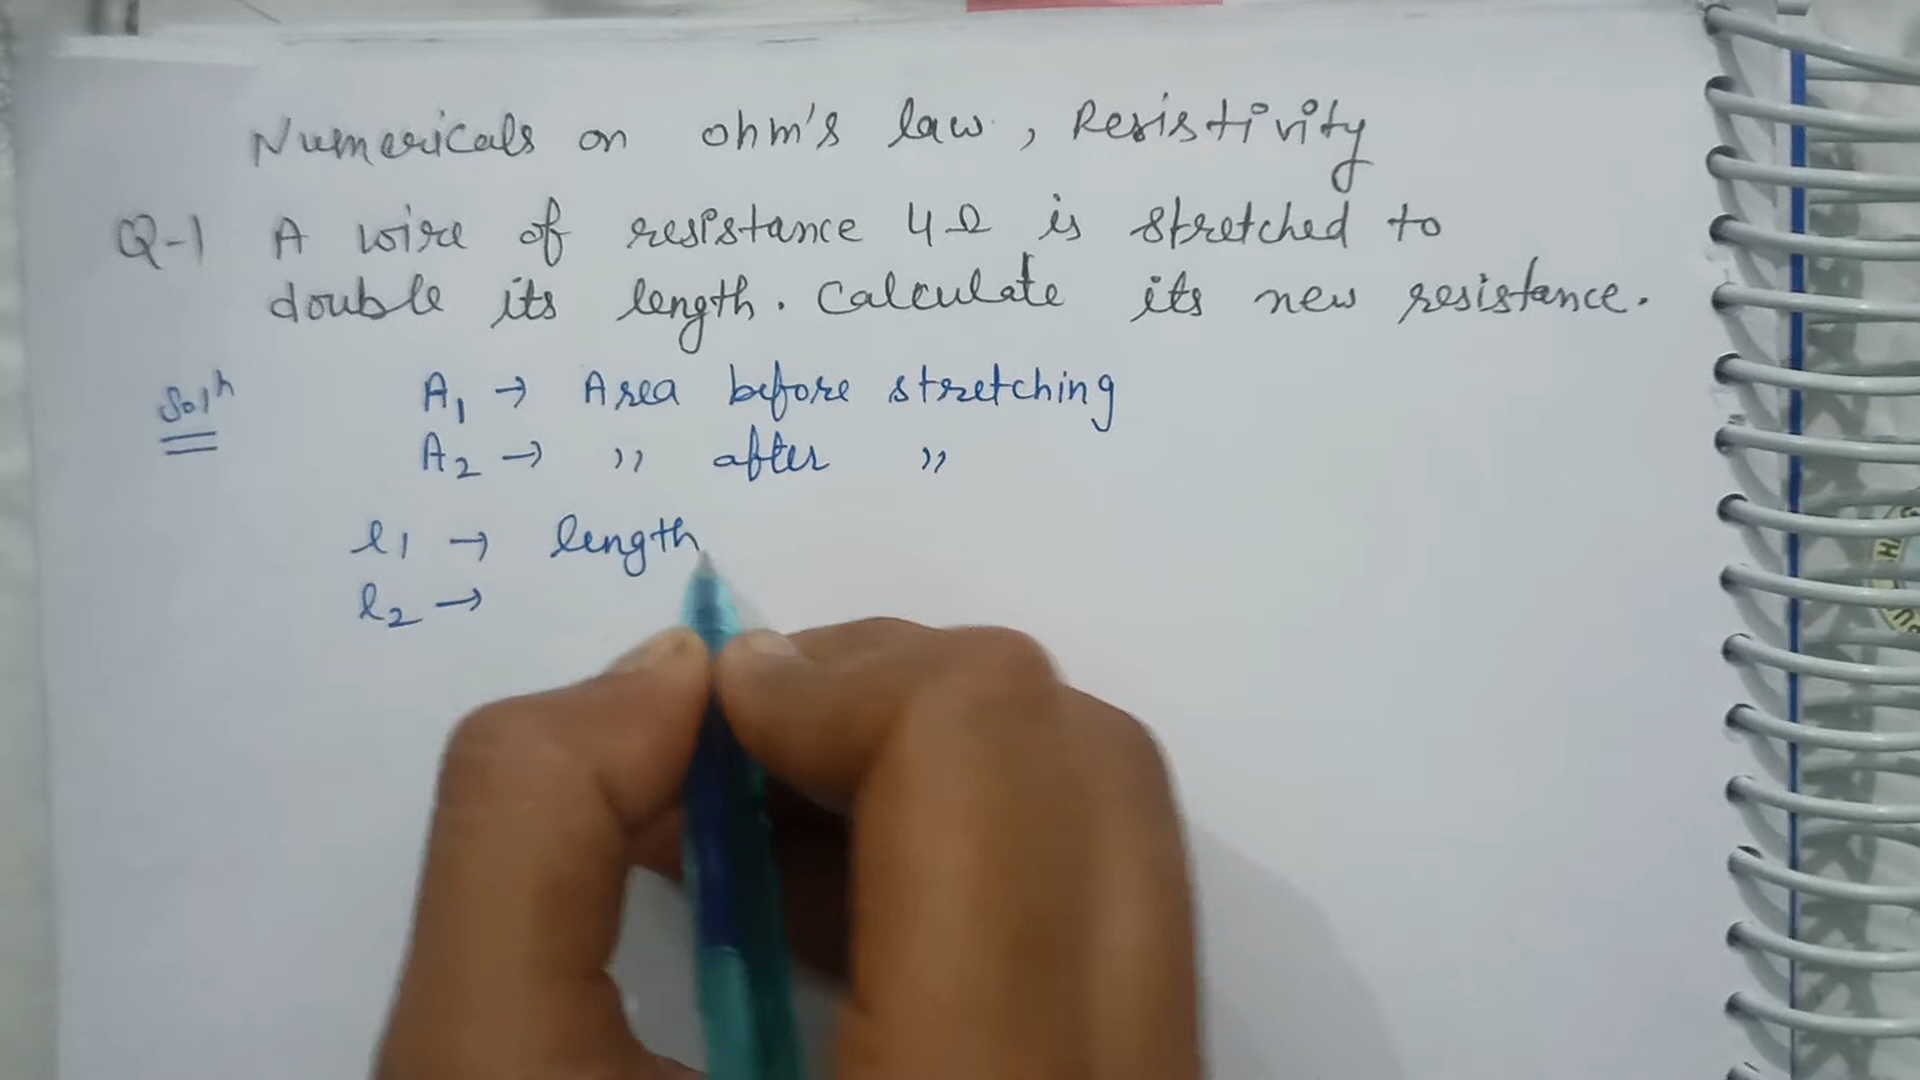 Numericals on ohm's law, Resistivity
Q-1 A wire of resistance 4Ω is stretched to
double its length. Calculate its new resistance.
Solⁿ A₁ → Area before stretching
A₂ → ,, after ,,
l₁ → length
l₂ →